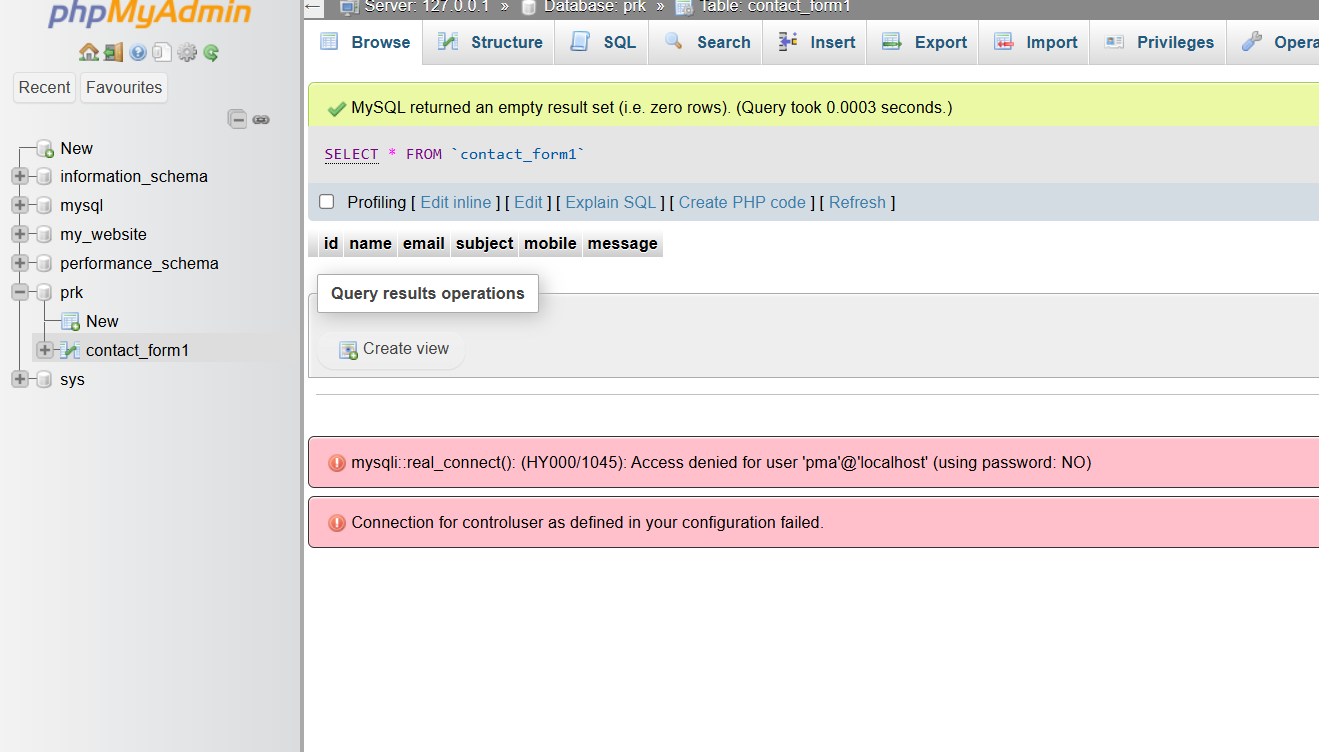 phpMyAdmin
Server: 127.0.0.1 » Database: prk » Table: contact_form1
Browse Structure SQL Search Insert Export Import Privileges Opera
Recent Favourites
New
information_schema
mysql
my_website
performance_schema
prk
New
contact_form1
sys
MySQL returned an empty result set (i.e. zero rows). (Query took 0.0003 seconds.)
SELECT * FROM `contact_form1`
Profiling [ Edit inline ] [ Edit ] [ Explain SQL ] [ Create PHP code ] [ Refresh ]
id name email subject mobile message
Query results operations
Create view
mysqli::real_connect(): (HY000/1045): Access denied for user 'pma'@'localhost' (using password: NO)
Connection for controluser as defined in your configuration failed.